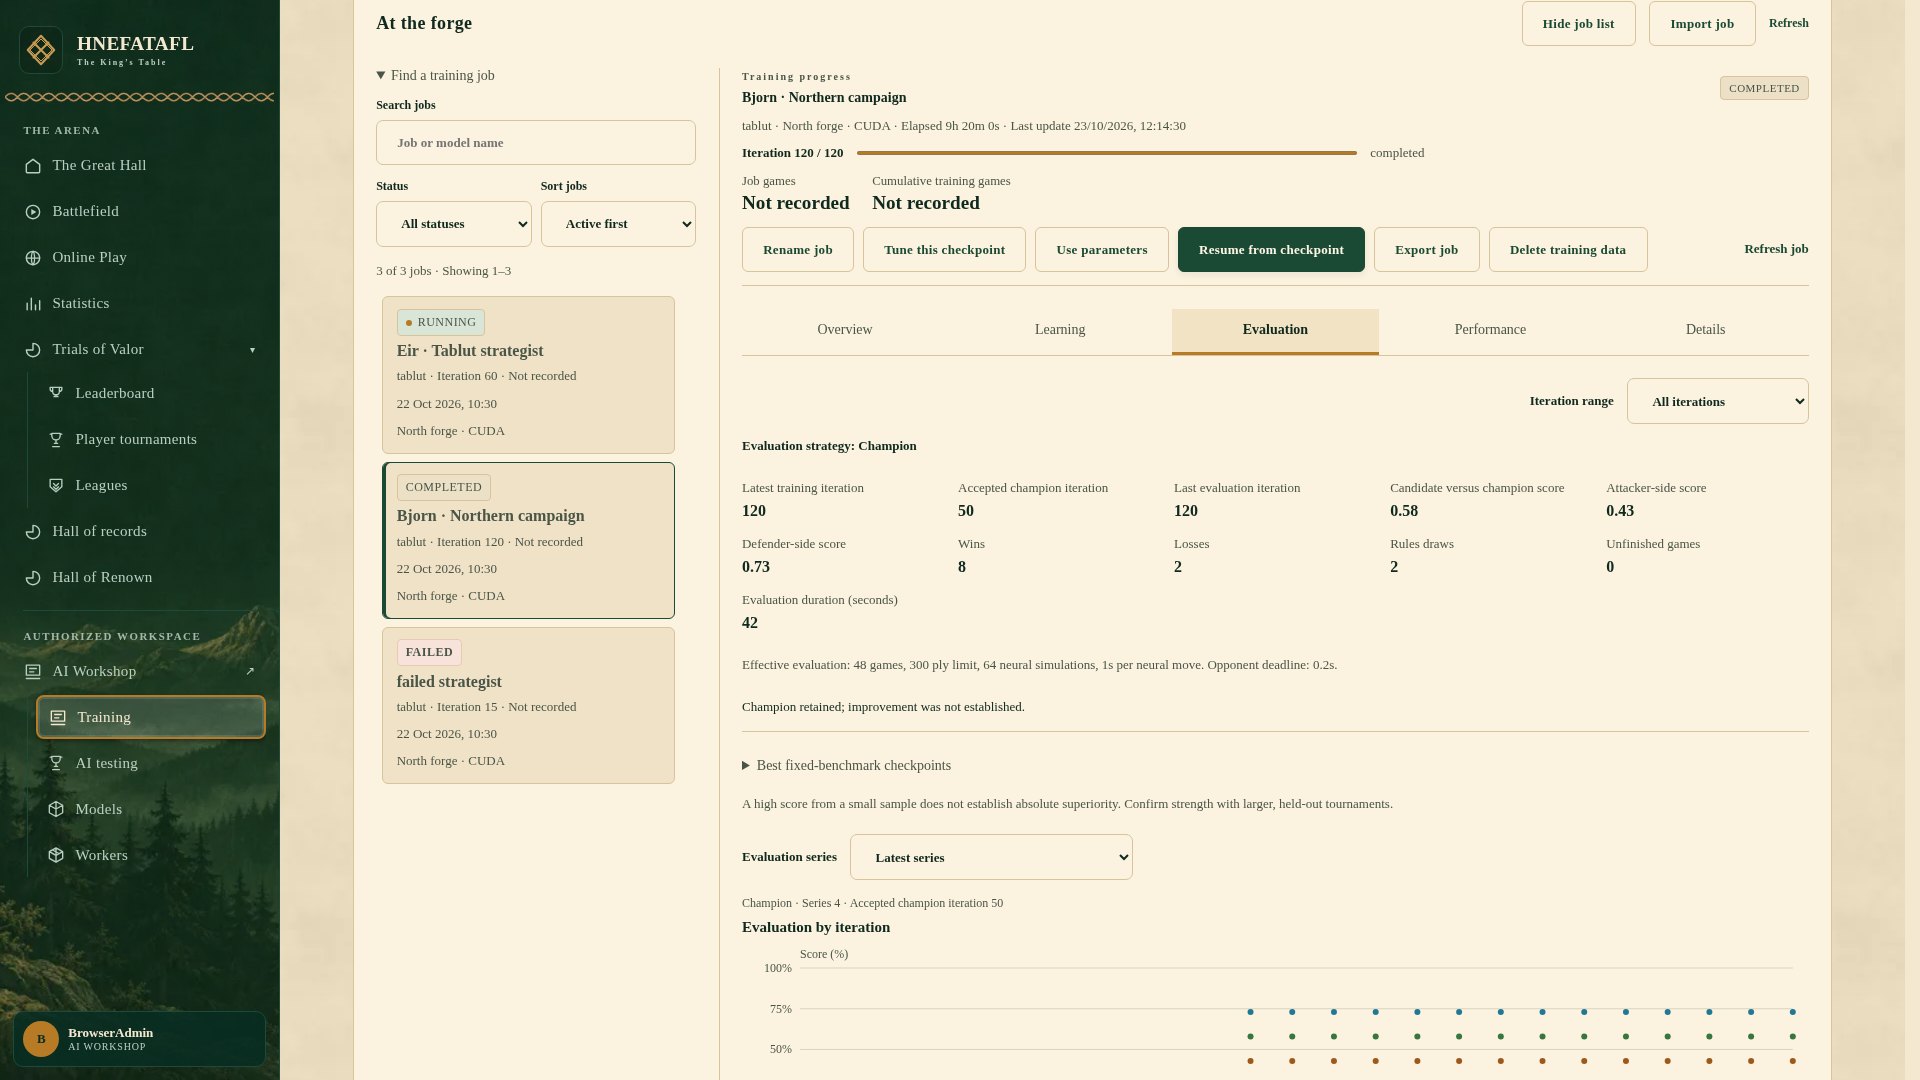 HNEFATAFL
The King's Table
THE ARENA
The Great Hall
Battlefield
Online Play
Statistics
Trials of Valor
Leaderboard
Player tournaments
Leagues
Hall of records
Hall of Renown
AUTHORIZED WORKSPACE
AI Workshop
Training
AI testing
Models
Workers
B
BrowserAdmin
AI WORKSHOP
At the forge
Hide job list
Import job
Refresh
Find a training job
Search jobs
Job or model name
Status
Sort jobs
All statuses
Active first
3 of 3 jobs · Showing 1–3
RUNNING
Eir · Tablut strategist
tablut · Iteration 60 · Not recorded
22 Oct 2026, 10:30
North forge · CUDA
COMPLETED
Bjorn · Northern campaign
tablut · Iteration 120 · Not recorded
22 Oct 2026, 10:30
North forge · CUDA
FAILED
failed strategist
tablut · Iteration 15 · Not recorded
22 Oct 2026, 10:30
North forge · CUDA
Training progress
Bjorn · Northern campaign
COMPLETED
tablut · North forge · CUDA · Elapsed 9h 20m 0s · Last update 23/10/2026, 12:14:30
Iteration 120 / 120
completed
Job games
Not recorded
Cumulative training games
Not recorded
Rename job
Tune this checkpoint
Use parameters
Resume from checkpoint
Export job
Delete training data
Refresh job
Overview
Learning
Evaluation
Performance
Details
Iteration range
All iterations
Evaluation strategy: Champion
Latest training iteration
120
Accepted champion iteration
50
Last evaluation iteration
120
Candidate versus champion score
0.58
Attacker-side score
0.43
Defender-side score
0.73
Wins
8
Losses
2
Rules draws
2
Unfinished games
0
Evaluation duration (seconds)
42
Effective evaluation: 48 games, 300 ply limit, 64 neural simulations, 1s per neural move. Opponent deadline: 0.2s.
Champion retained; improvement was not established.
Best fixed-benchmark checkpoints
A high score from a small sample does not establish absolute superiority. Confirm strength with larger, held-out tournaments.
Evaluation series
Latest series
Champion · Series 4 · Accepted champion iteration 50
Evaluation by iteration
Score (%)
100%
75%
50%